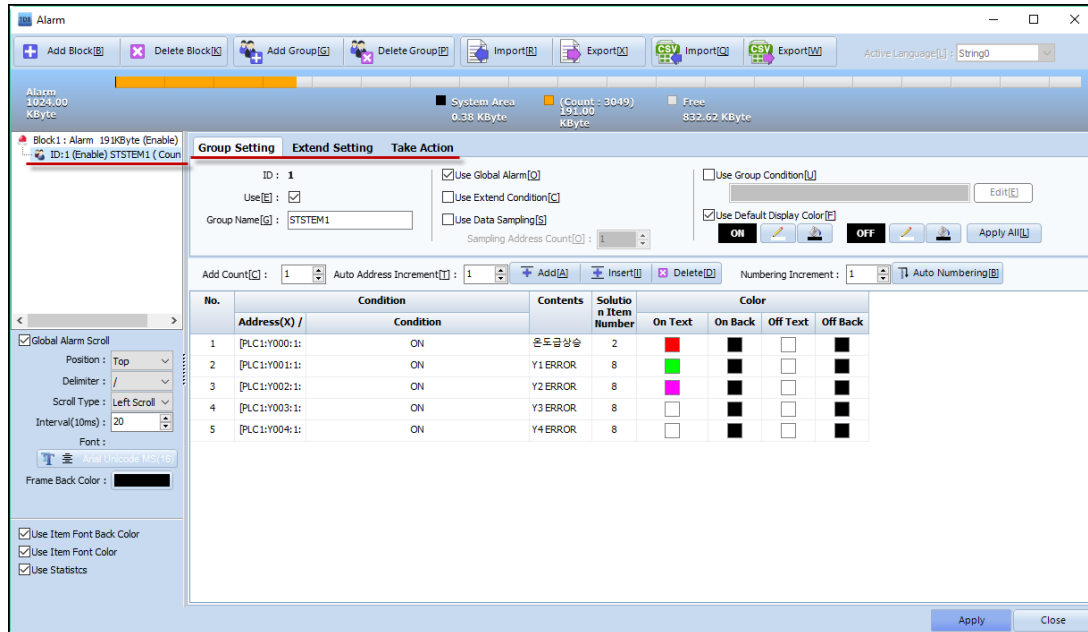 Alarm
Add Block[B] Delete Block[K] Add Group[G] Delete Group[P] Import[R] Export[X] CSV Import[Q] CSV Export[W] Active Language[L] : String0
Alarm
1024.00
KByte
System Area
0.38 KByte
(Count : 3049)
191.00
KByte
Free
832.62 KByte
Block1 : Alarm 191KByte (Enable)
ID:1 (Enable) STSTEM1 ( Coun
Group Setting Extend Setting Take Action
ID : 1
Use[E] :
Group Name[G] : STSTEM1
Use Global Alarm[O]
Use Extend Condition[C]
Use Data Sampling[S]
Sampling Address Count[O] : 1
Use Group Condition[U]
Edit[E]
Use Default Display Color[F]
ON OFF Apply All[L]
Add Count[C] : 1 Auto Address Increment[T] : 1 Add[A] Insert[I] Delete[D] Numbering Increment : 1 Auto Numbering[B]
No. Condition Contents Solutio
n Item
Number Color
Address(X) / Condition On Text On Back Off Text Off Back
1 [PLC1:Y000:1: ON 온도급상승 2
2 [PLC1:Y001:1: ON Y1 ERROR 8
3 [PLC1:Y002:1: ON Y2 ERROR 8
4 [PLC1:Y003:1: ON Y3 ERROR 8
5 [PLC1:Y004:1: ON Y4 ERROR 8
Global Alarm Scroll
Position : Top
Delimiter : /
Scroll Type : Left Scroll
Interval(10ms) : 20
Font :
Arial Unicode MS(16)
Frame Back Color :
Use Item Font Back Color
Use Item Font Color
Use Statistcs
Apply Close